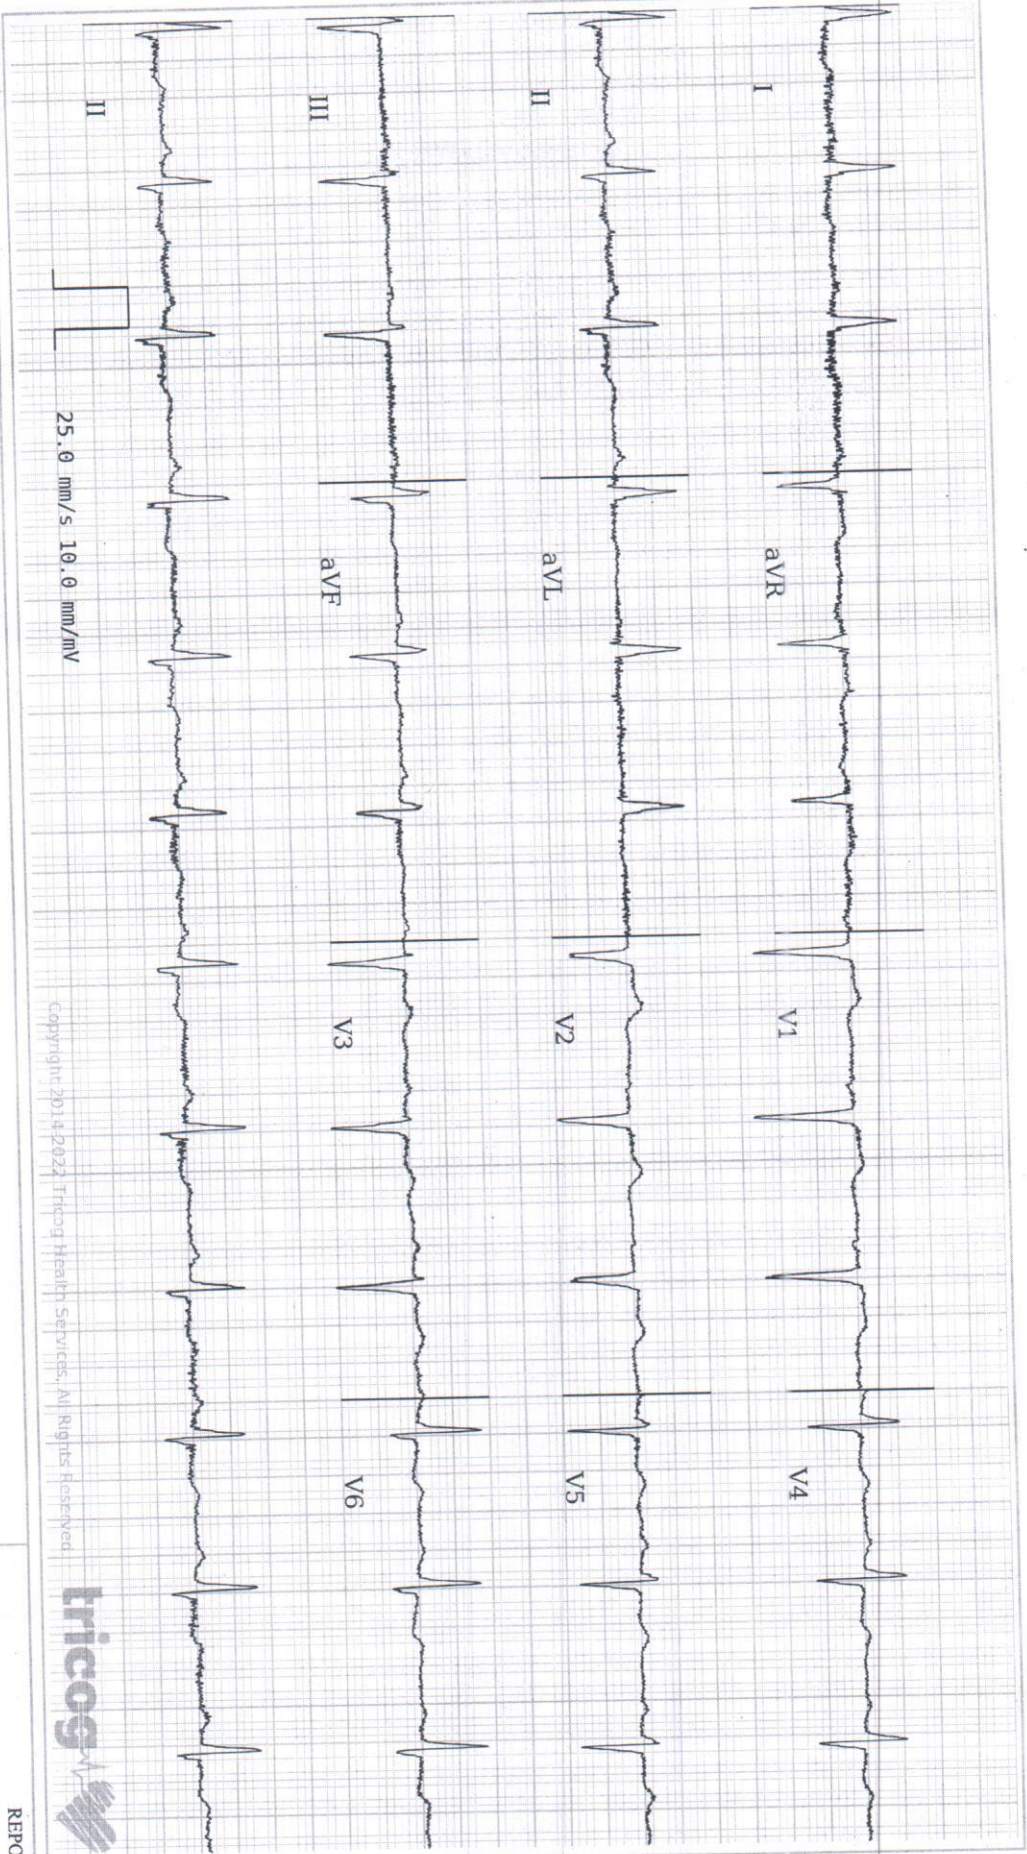 I
aVR
V1
V4
II
aVL
V2
V5
III
aVF
V3
V6
II
25.0 mm/s 10.0 mm/mV
Copyright 2014-2022 Tricog Health Services, All Rights Reserved.
tricog